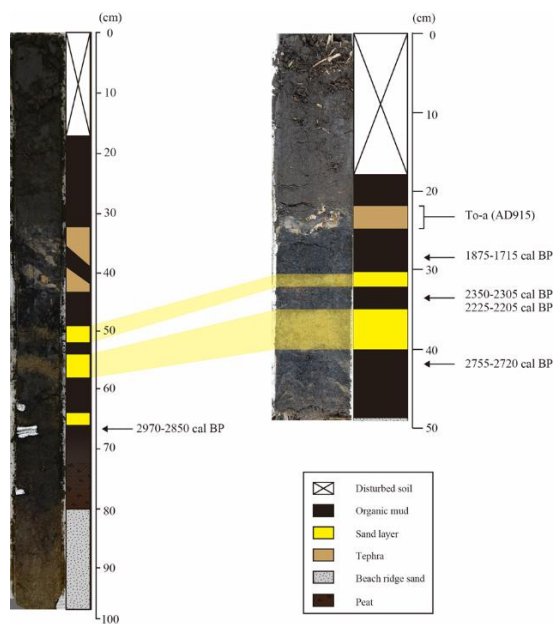 (cm)
0
10
20
30
40
50
60
70
80
90
100
2970-2850 cal BP
(cm)
0
10
20
30
40
50
To-a (AD915)
1875-1715 cal BP
2350-2305 cal BP
2225-2205 cal BP
2755-2720 cal BP
Disturbed soil
Organic mud
Sand layer
Tephra
Beach ridge sand
Peat